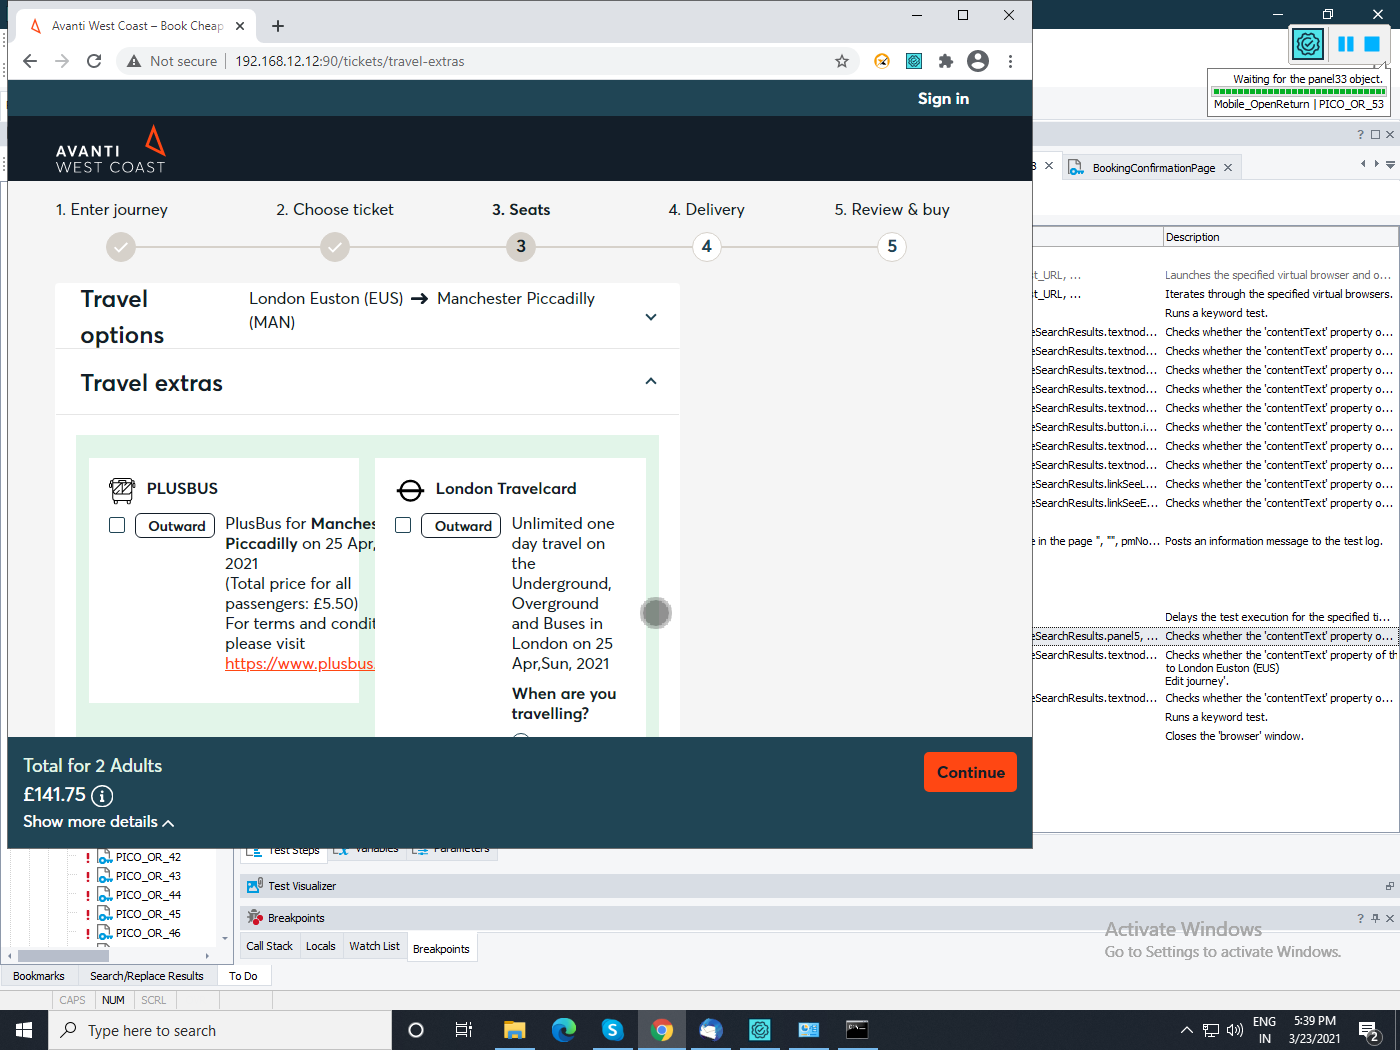 Avanti West Coast – Book Cheap
Not secure
192.168.12.12:90/tickets/travel-extras
Sign in
AVANTI
WEST COAST
1. Enter journey
2. Choose ticket
3. Seats
4. Delivery
5. Review & buy
3
4
5
Travel options
London Euston (EUS) → Manchester Piccadilly (MAN)
Travel extras
PLUSBUS
Outward
PlusBus for Manches
Piccadilly on 25 Apr,
2021
(Total price for all
passengers: £5.50)
For terms and condit
please visit
https://www.plusbus.
London Travelcard
Outward
Unlimited one
day travel on
the
Underground,
Overground
and Buses in
London on 25
Apr,Sun, 2021
When are you
travelling?
Total for 2 Adults
£141.75
Show more details
Continue
Waiting for the panel33 object.
Mobile_OpenReturn | PICO_OR_53
BookingConfirmationPage
Description
t_URL, ...
Launches the specified virtual browser and o...
t_URL, ...
Iterates through the specified virtual browsers.
Runs a keyword test.
eSearchResults.textnod... Checks whether the 'contentText' property o...
eSearchResults.textnod... Checks whether the 'contentText' property o...
eSearchResults.textnod... Checks whether the 'contentText' property o...
eSearchResults.textnod... Checks whether the 'contentText' property o...
eSearchResults.textnod... Checks whether the 'contentText' property o...
eSearchResults.button.i... Checks whether the 'contentText' property o...
eSearchResults.textnod... Checks whether the 'contentText' property o...
eSearchResults.textnod... Checks whether the 'contentText' property o...
eSearchResults.linkSeeL... Checks whether the 'contentText' property o...
eSearchResults.linkSeeE... Checks whether the 'contentText' property o...
e in the page ", "", pmNo... Posts an information message to the test log.
Delays the test execution for the specified ti...
eSearchResults.panel5, ... Checks whether the 'contentText' property o...
eSearchResults.textnod... Checks whether the 'contentText' property of th
to London Euston (EUS)
Edit journey'.
eSearchResults.textnod... Checks whether the 'contentText' property o...
Runs a keyword test.
Closes the 'browser' window.
PICO_OR_42
PICO_OR_43
PICO_OR_44
PICO_OR_45
PICO_OR_46
Test Steps
Variables
Parameters
Test Visualizer
Breakpoints
Call Stack
Locals
Watch List
Breakpoints
Bookmarks
Search/Replace Results
To Do
CAPS
NUM
SCRL
Activate Windows
Go to Settings to activate Windows.
Type here to search
ENG
IN
5:39 PM
3/23/2021
2